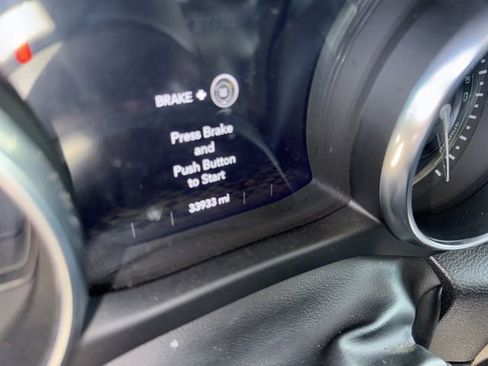 BRAKE +
Press Brake
and
Push Button
to Start
33933 mi